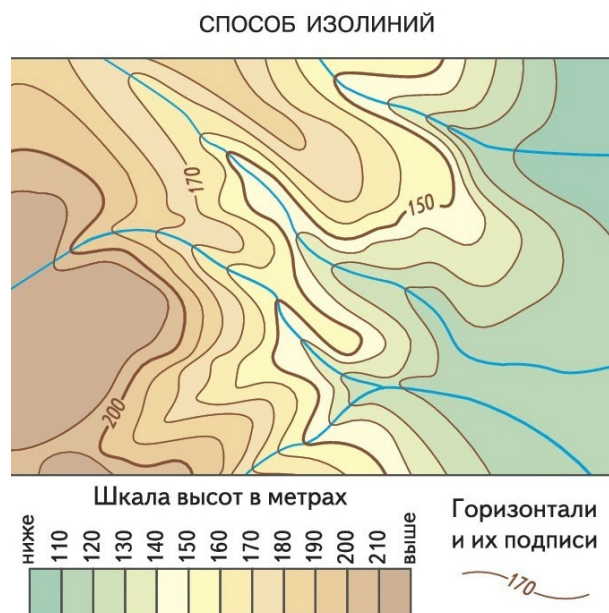 СПОСОБ ИЗОЛИНИЙ
170
150
200
Шкала высот в метрах
ниже 110 120 130 140 150 160 170 180 190 200 210 выше
Горизонтали
и их подписи
170